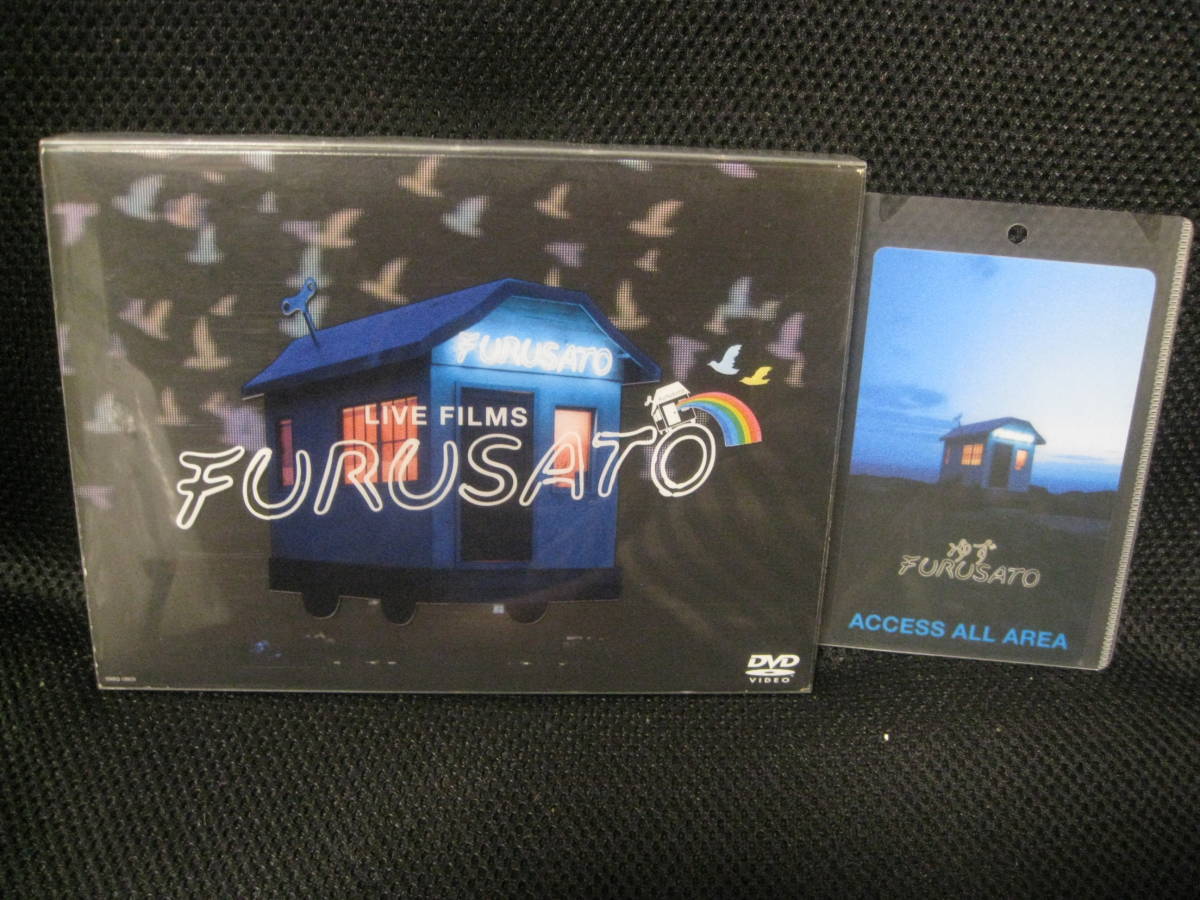 FURUSATO
LIVE FILMS
FURUSATO
DVD
VIDEO
ゆず
FURUSATO
ACCESS ALL AREA